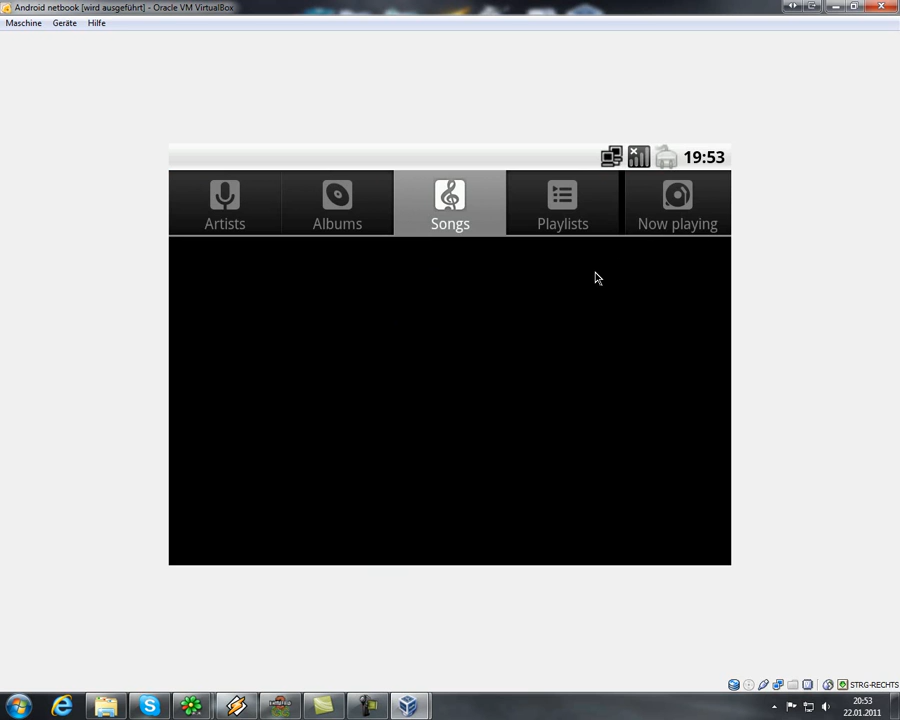 Android netbook [wird ausgeführt] - Oracle VM VirtualBox
Maschine Geräte Hilfe
19:53
Artists Albums Songs Playlists Now playing
STRG-RECHTS
20:53
22.01.2011